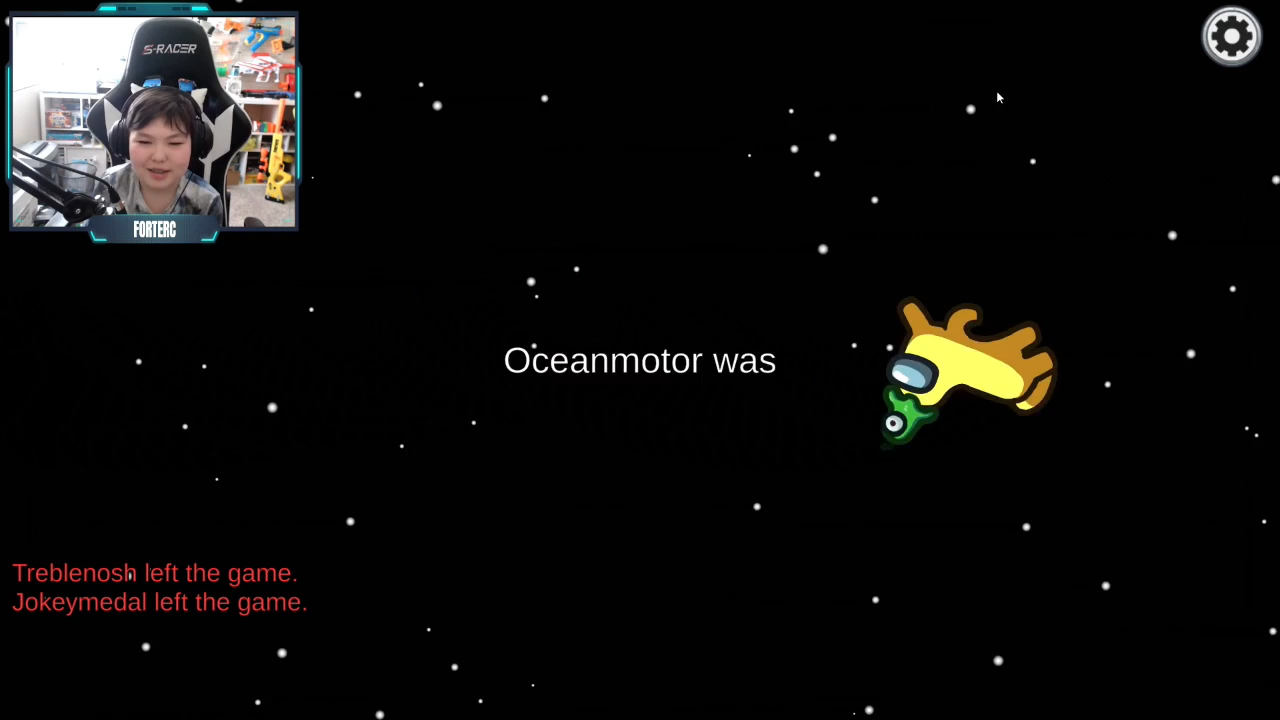 S-RACER
FORTERC
Oceanmotor was
Treblenosh left the game.
Jokeymedal left the game.